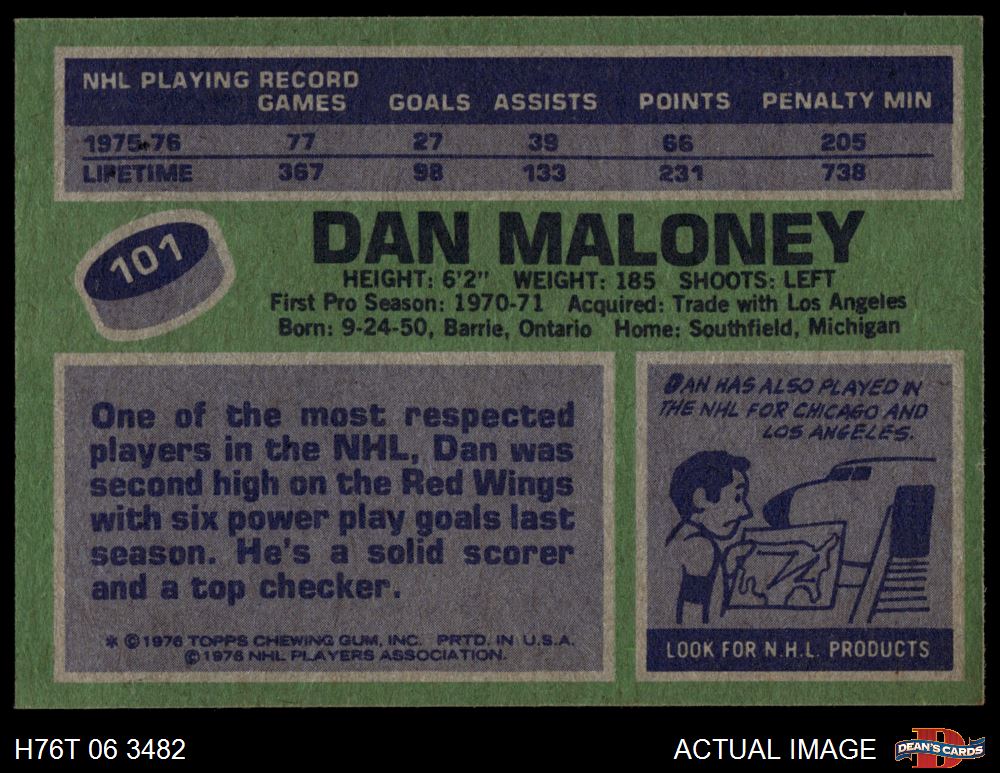 NHL PLAYING RECORD
GAMES GOALS ASSISTS POINTS PENALTY MIN
1975-76 77 27 39 66 205
LIFETIME 367 98 133 231 738
101
DAN MALONEY
HEIGHT: 6'2" WEIGHT: 185 SHOOTS: LEFT
First Pro Season: 1970-71 Acquired: Trade with Los Angeles
Born: 9-24-50, Barrie, Ontario Home: Southfield, Michigan
One of the most respected
players in the NHL, Dan was
second high on the Red Wings
with six power play goals last
season. He's a solid scorer
and a top checker.
* ©1976 TOPPS CHEWING GUM, INC. PRTD. IN U.S.A.
©1976 NHL PLAYERS ASSOCIATION.
DAN HAS ALSO PLAYED IN
THE NHL FOR CHICAGO AND
LOS ANGELES.
LOOK FOR N.H.L. PRODUCTS
H76T 06 3482
ACTUAL IMAGE
D
DEAN'S CARDS